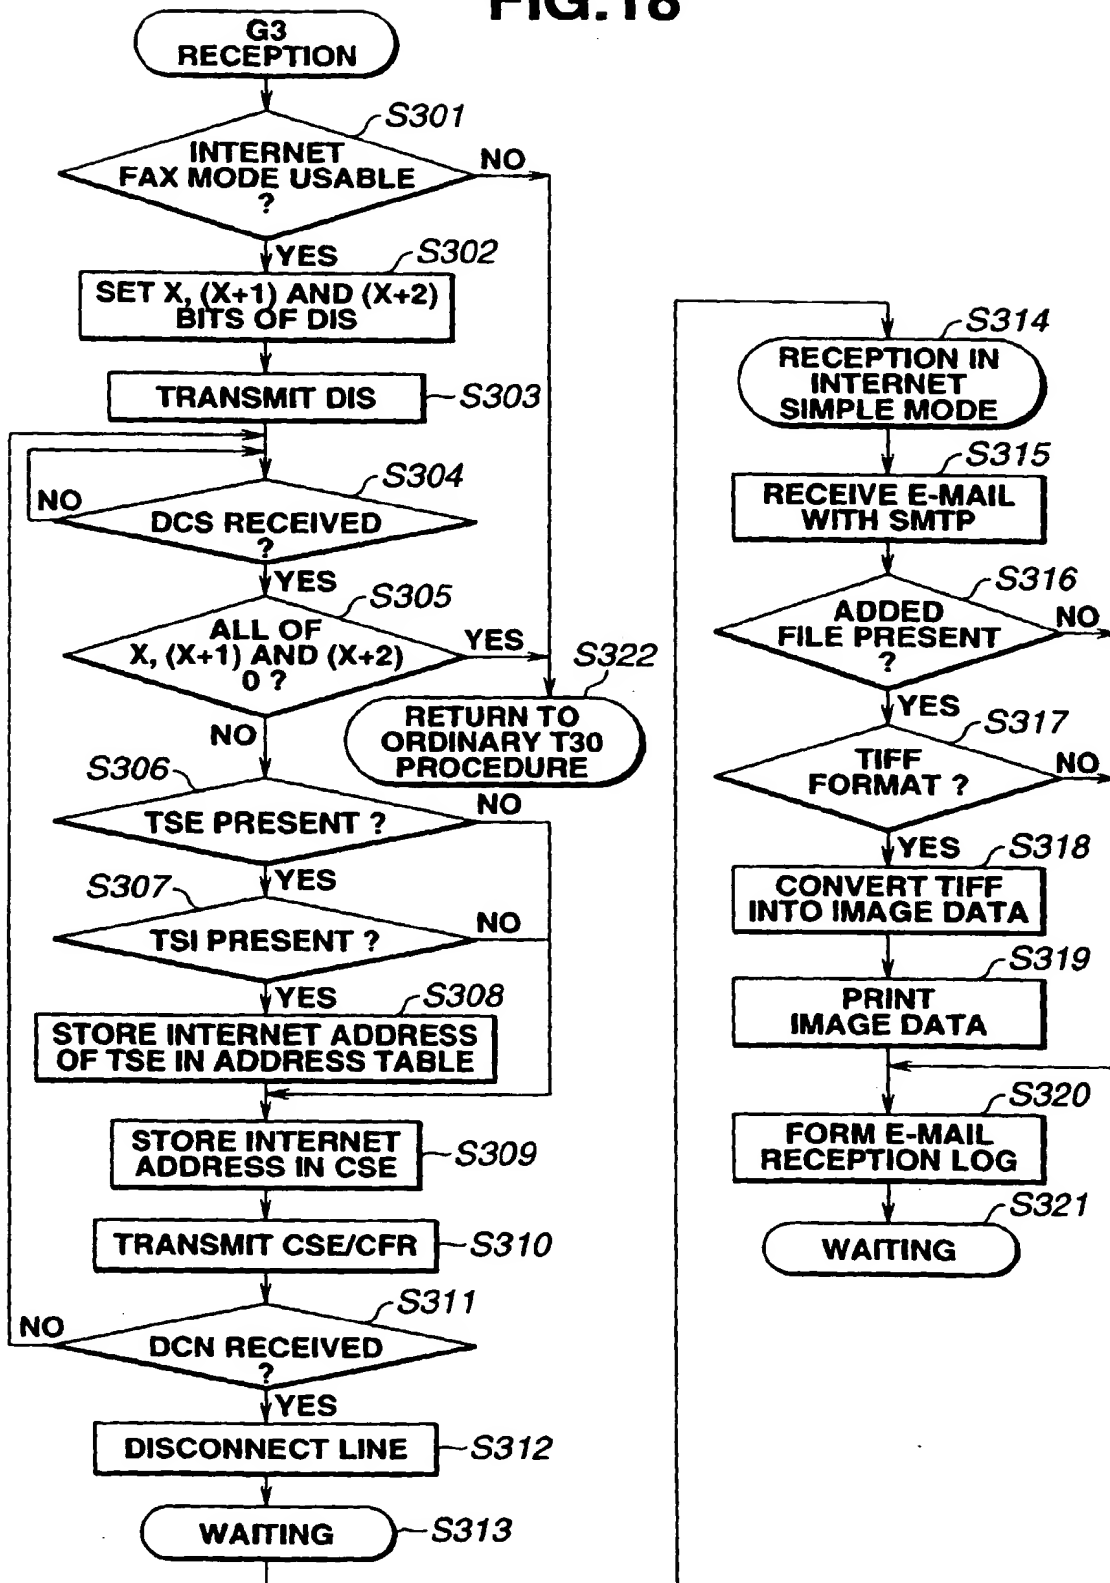 FIG.18
G3
RECEPTION
S301
INTERNET
FAX MODE USABLE
?
NO
YES
S302
SET X, (X+1) AND (X+2)
BITS OF DIS
TRANSMIT DIS
S303
S304
NO
DCS RECEIVED
?
YES
S305
ALL OF
X, (X+1) AND (X+2)
0 ?
YES
S322
NO
RETURN TO
ORDINARY T30
PROCEDURE
S306
TSE PRESENT ?
NO
YES
S307
TSI PRESENT ?
NO
YES
S308
STORE INTERNET ADDRESS
OF TSE IN ADDRESS TABLE
STORE INTERNET
ADDRESS IN CSE
S309
TRANSMIT CSE/CFR
S310
S311
NO
DCN RECEIVED
?
YES
DISCONNECT LINE
S312
WAITING
S313
S314
RECEPTION IN
INTERNET
SIMPLE MODE
S315
RECEIVE E-MAIL
WITH SMTP
S316
ADDED
FILE PRESENT
?
NO
YES
S317
TIFF
FORMAT ?
NO
YES
S318
CONVERT TIFF
INTO IMAGE DATA
S319
PRINT
IMAGE DATA
S320
FORM E-MAIL
RECEPTION LOG
S321
WAITING